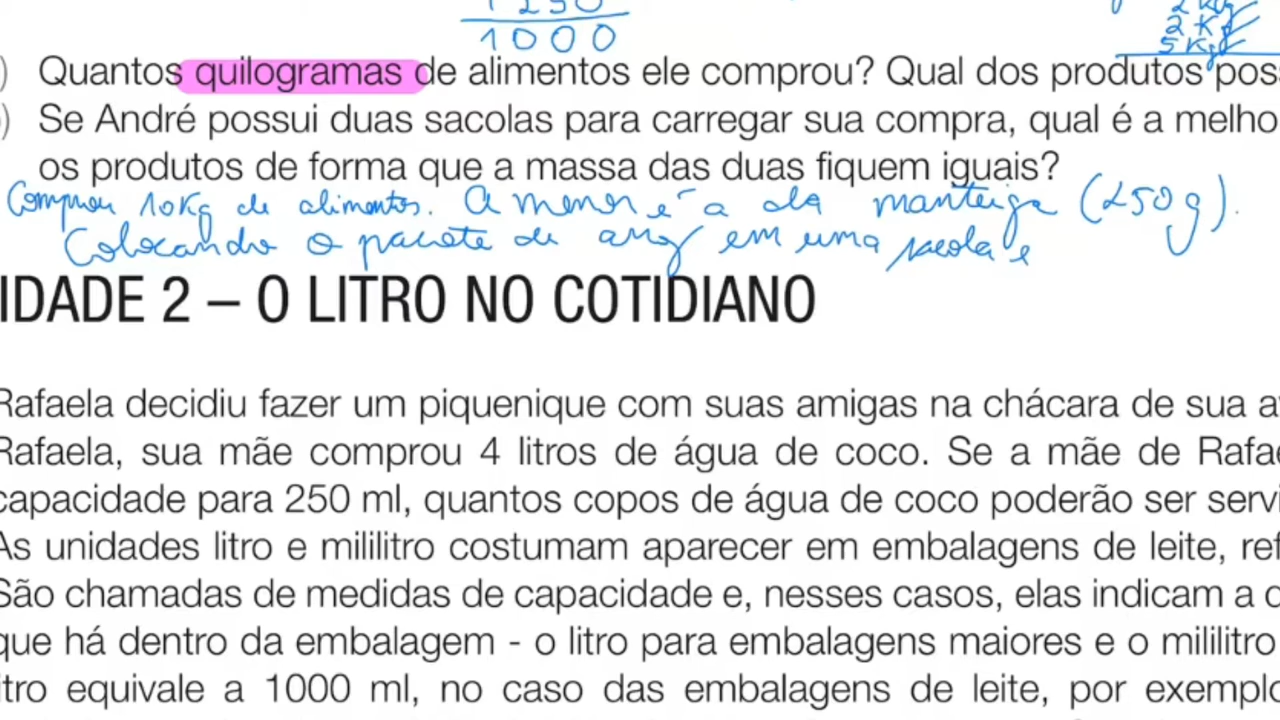 1000
2 Kg
5 Kg
) Quantos quilogramas de alimentos ele comprou? Qual dos produtos poss
) Se André possui duas sacolas para carregar sua compra, qual é a melho
os produtos de forma que a massa das duas fiquem iguais?
Comprou 10Kg de alimentos. A menor é a da manteiga (250g).
Colocando o pacote de arroz em uma sacola e
IDADE 2 – O LITRO NO COTIDIANO
Rafaela decidiu fazer um piquenique com suas amigas na chácara de sua a
Rafaela, sua mãe comprou 4 litros de água de coco. Se a mãe de Rafae
capacidade para 250 ml, quantos copos de água de coco poderão ser servi
As unidades litro e mililitro costumam aparecer em embalagens de leite, ref
São chamadas de medidas de capacidade e, nesses casos, elas indicam a
que há dentro da embalagem - o litro para embalagens maiores e o mililitro
itro equivale a 1000 ml, no caso das embalagens de leite, por exemplo